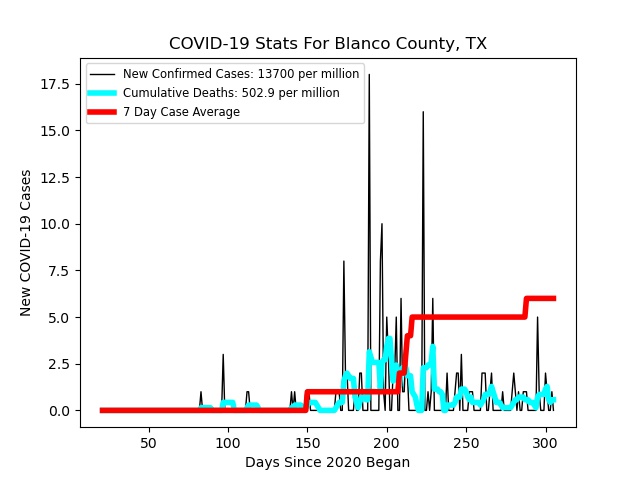 COVID-19 Stats For Blanco County, TX
New Confirmed Cases: 13700 per million
Cumulative Deaths: 502.9 per million
7 Day Case Average
New COVID-19 Cases
17.5
15.0
12.5
10.0
7.5
5.0
2.5
0.0
50 100 150 200 250 300
Days Since 2020 Began